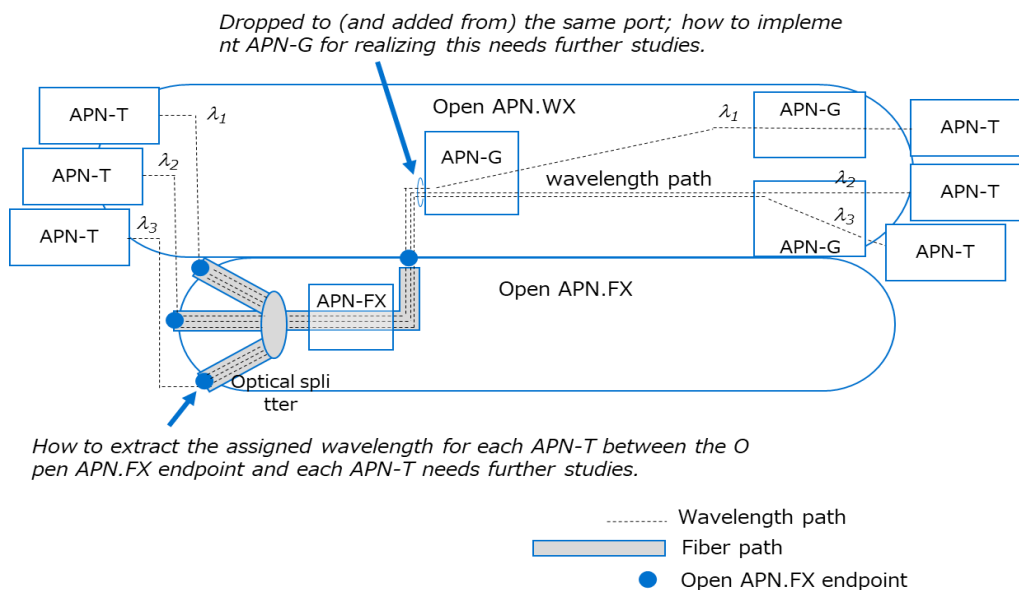 Dropped to (and added from) the same port; how to impleme
nt APN-G for realizing this needs further studies.
Open APN.WX
APN-T
λ1
APN-G
λ1
APN-T
APN-T
λ2
APN-G
wavelength path
λ2
APN-T
APN-T
λ3
λ3
APN-G
APN-T
Open APN.FX
APN-FX
Optical spli
tter
How to extract the assigned wavelength for each APN-T between the O
pen APN.FX endpoint and each APN-T needs further studies.
Wavelength path
Fiber path
Open APN.FX endpoint